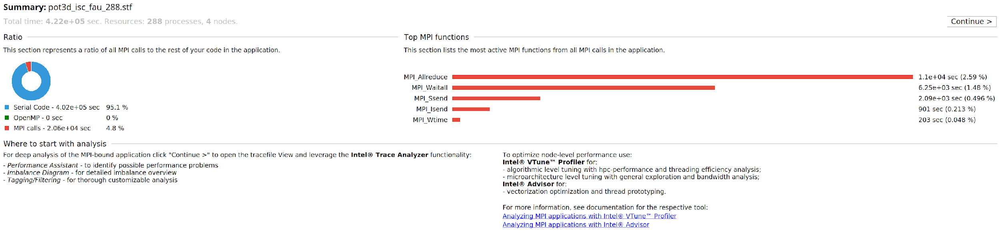 Summary: pot3d_isc_fau_288.stf
Total time: 4.22e+05 sec. Resources: 288 processes, 4 nodes.
Continue >
Ratio
This section represents a ratio of all MPI calls to the rest of your code in the application.
Serial Code - 4.02e+05 sec 95.1 %
OpenMP - 0 sec 0 %
MPI calls - 2.06e+04 sec 4.8 %
Top MPI functions
This section lists the most active MPI functions from all MPI calls in the application.
MPI_Allreduce 1.1e+04 sec (2.59 %)
MPI_Waitall 6.25e+03 sec (1.48 %)
MPI_Ssend 2.09e+03 sec (0.496 %)
MPI_Isend 901 sec (0.213 %)
MPI_Wtime 203 sec (0.048 %)
Where to start with analysis
For deep analysis of the MPI-bound application click "Continue >" to open the tracefile View and leverage the Intel® Trace Analyzer functionality:
- Performance Assistant - to identify possible performance problems
- Imbalance Diagram - for detailed imbalance overview
- Tagging/Filtering - for thorough customizable analysis
To optimize node-level performance use:
Intel® VTune™ Profiler for:
- algorithmic level tuning with hpc-performance and threading efficiency analysis;
- microarchitecture level tuning with general exploration and bandwidth analysis;
Intel® Advisor for:
- vectorization optimization and thread prototyping.
For more information, see documentation for the respective tool:
Analyzing MPI applications with Intel® VTune™ Profiler
Analyzing MPI applications with Intel® Advisor